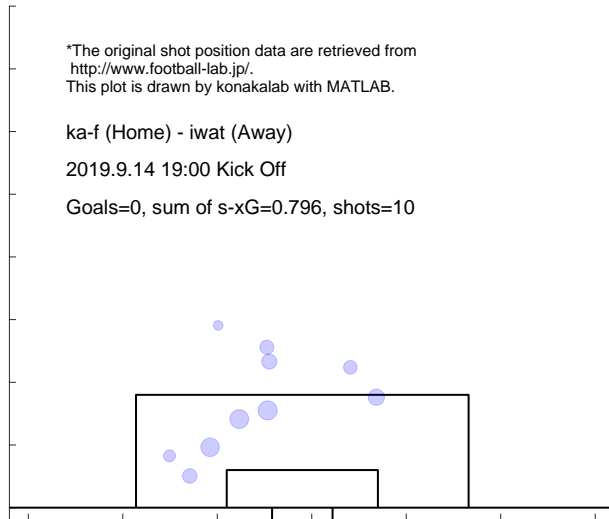 *The original shot position data are retrieved from
http://www.football-lab.jp/.
This plot is drawn by konakalab with MATLAB.
ka-f (Home) - iwat (Away)
2019.9.14 19:00 Kick Off
Goals=0, sum of s-xG=0.796, shots=10